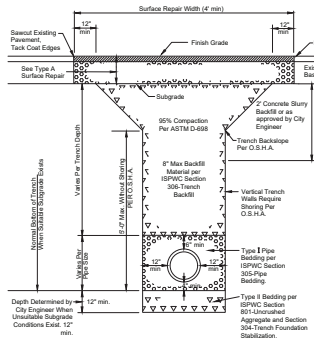 Surface Repair Width (4' min)
12"
min
12"
min
Sawcut Existing
Pavement,
Tack Coat Edges
Finish Grade
See Type A
Surface Repair
Subgrade
2' Concrete Slurry
Backfill or as
approved by City
Engineer
95% Compaction
Per ASTM D-698
Trench Backslope
Per O.S.H.A.
8" Max Backfill
Material per
ISPWC Section
306-Trench
Backfill
Vertical Trench
Walls Require
Shoring Per
O.S.H.A.
Normal Bottom of Trench
When Suitable Subgrade Exists
Varies Per Trench Depth
5'-0" Max. Without Shoring
PER O.S.H.A.
Varies Per
Pipe Size
6" min
12"
min
12"
min
Type I Pipe
Bedding per
ISPWC Section
305-Pipe
Bedding.
Depth Determined by
City Engineer When
Unsuitable Subgrade
Conditions Exist. 12"
min.
12" min.
Type II Bedding per
ISPWC Section
801-Uncrushed
Aggregate and Section
304-Trench Foundation
Stabilization.